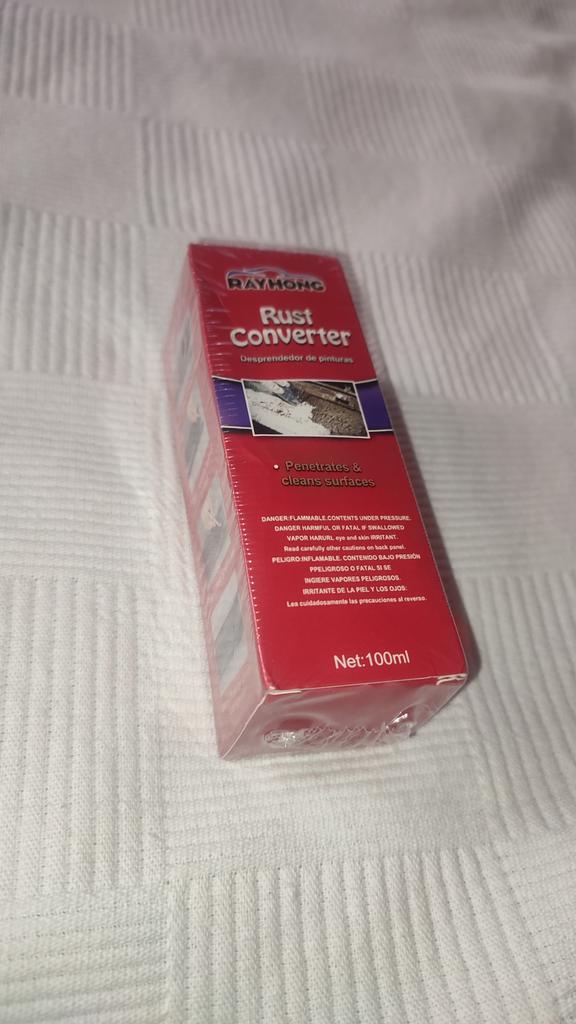 RAYHONG
Rust
Converter
Desprendedor de pinturas
• Penetrates &
cleans surfaces
DANGER:FLAMMABLE.CONTENTS UNDER PRESSURE.
DANGER HARMFUL OR FATAL IF SWALLOWED
VAPOR HARURL eye and skin IRRITANT.
Read carefully other cautions on back panel.
PELIGRO:INFLAMABLE. CONTENIDO BAJO PRESIÓN
PPELIGROSO O FATAL SI SE
INGIERE VAPORES PELIGROSOS.
IRRITANTE DE LA PIEL Y LOS OJOS:
Lea cuidadosamente las precauciones al reverso.
Net:100ml